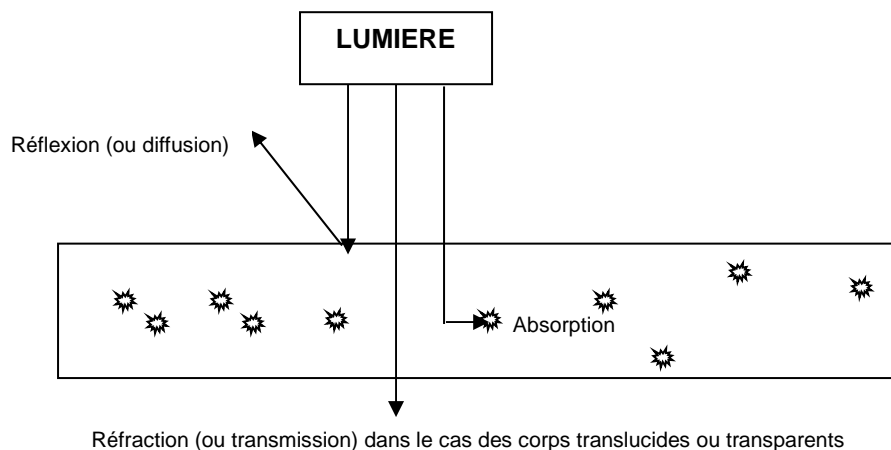 LUMIERE
Réflexion (ou diffusion)
Absorption
Réfraction (ou transmission) dans le cas des corps translucides ou transparents